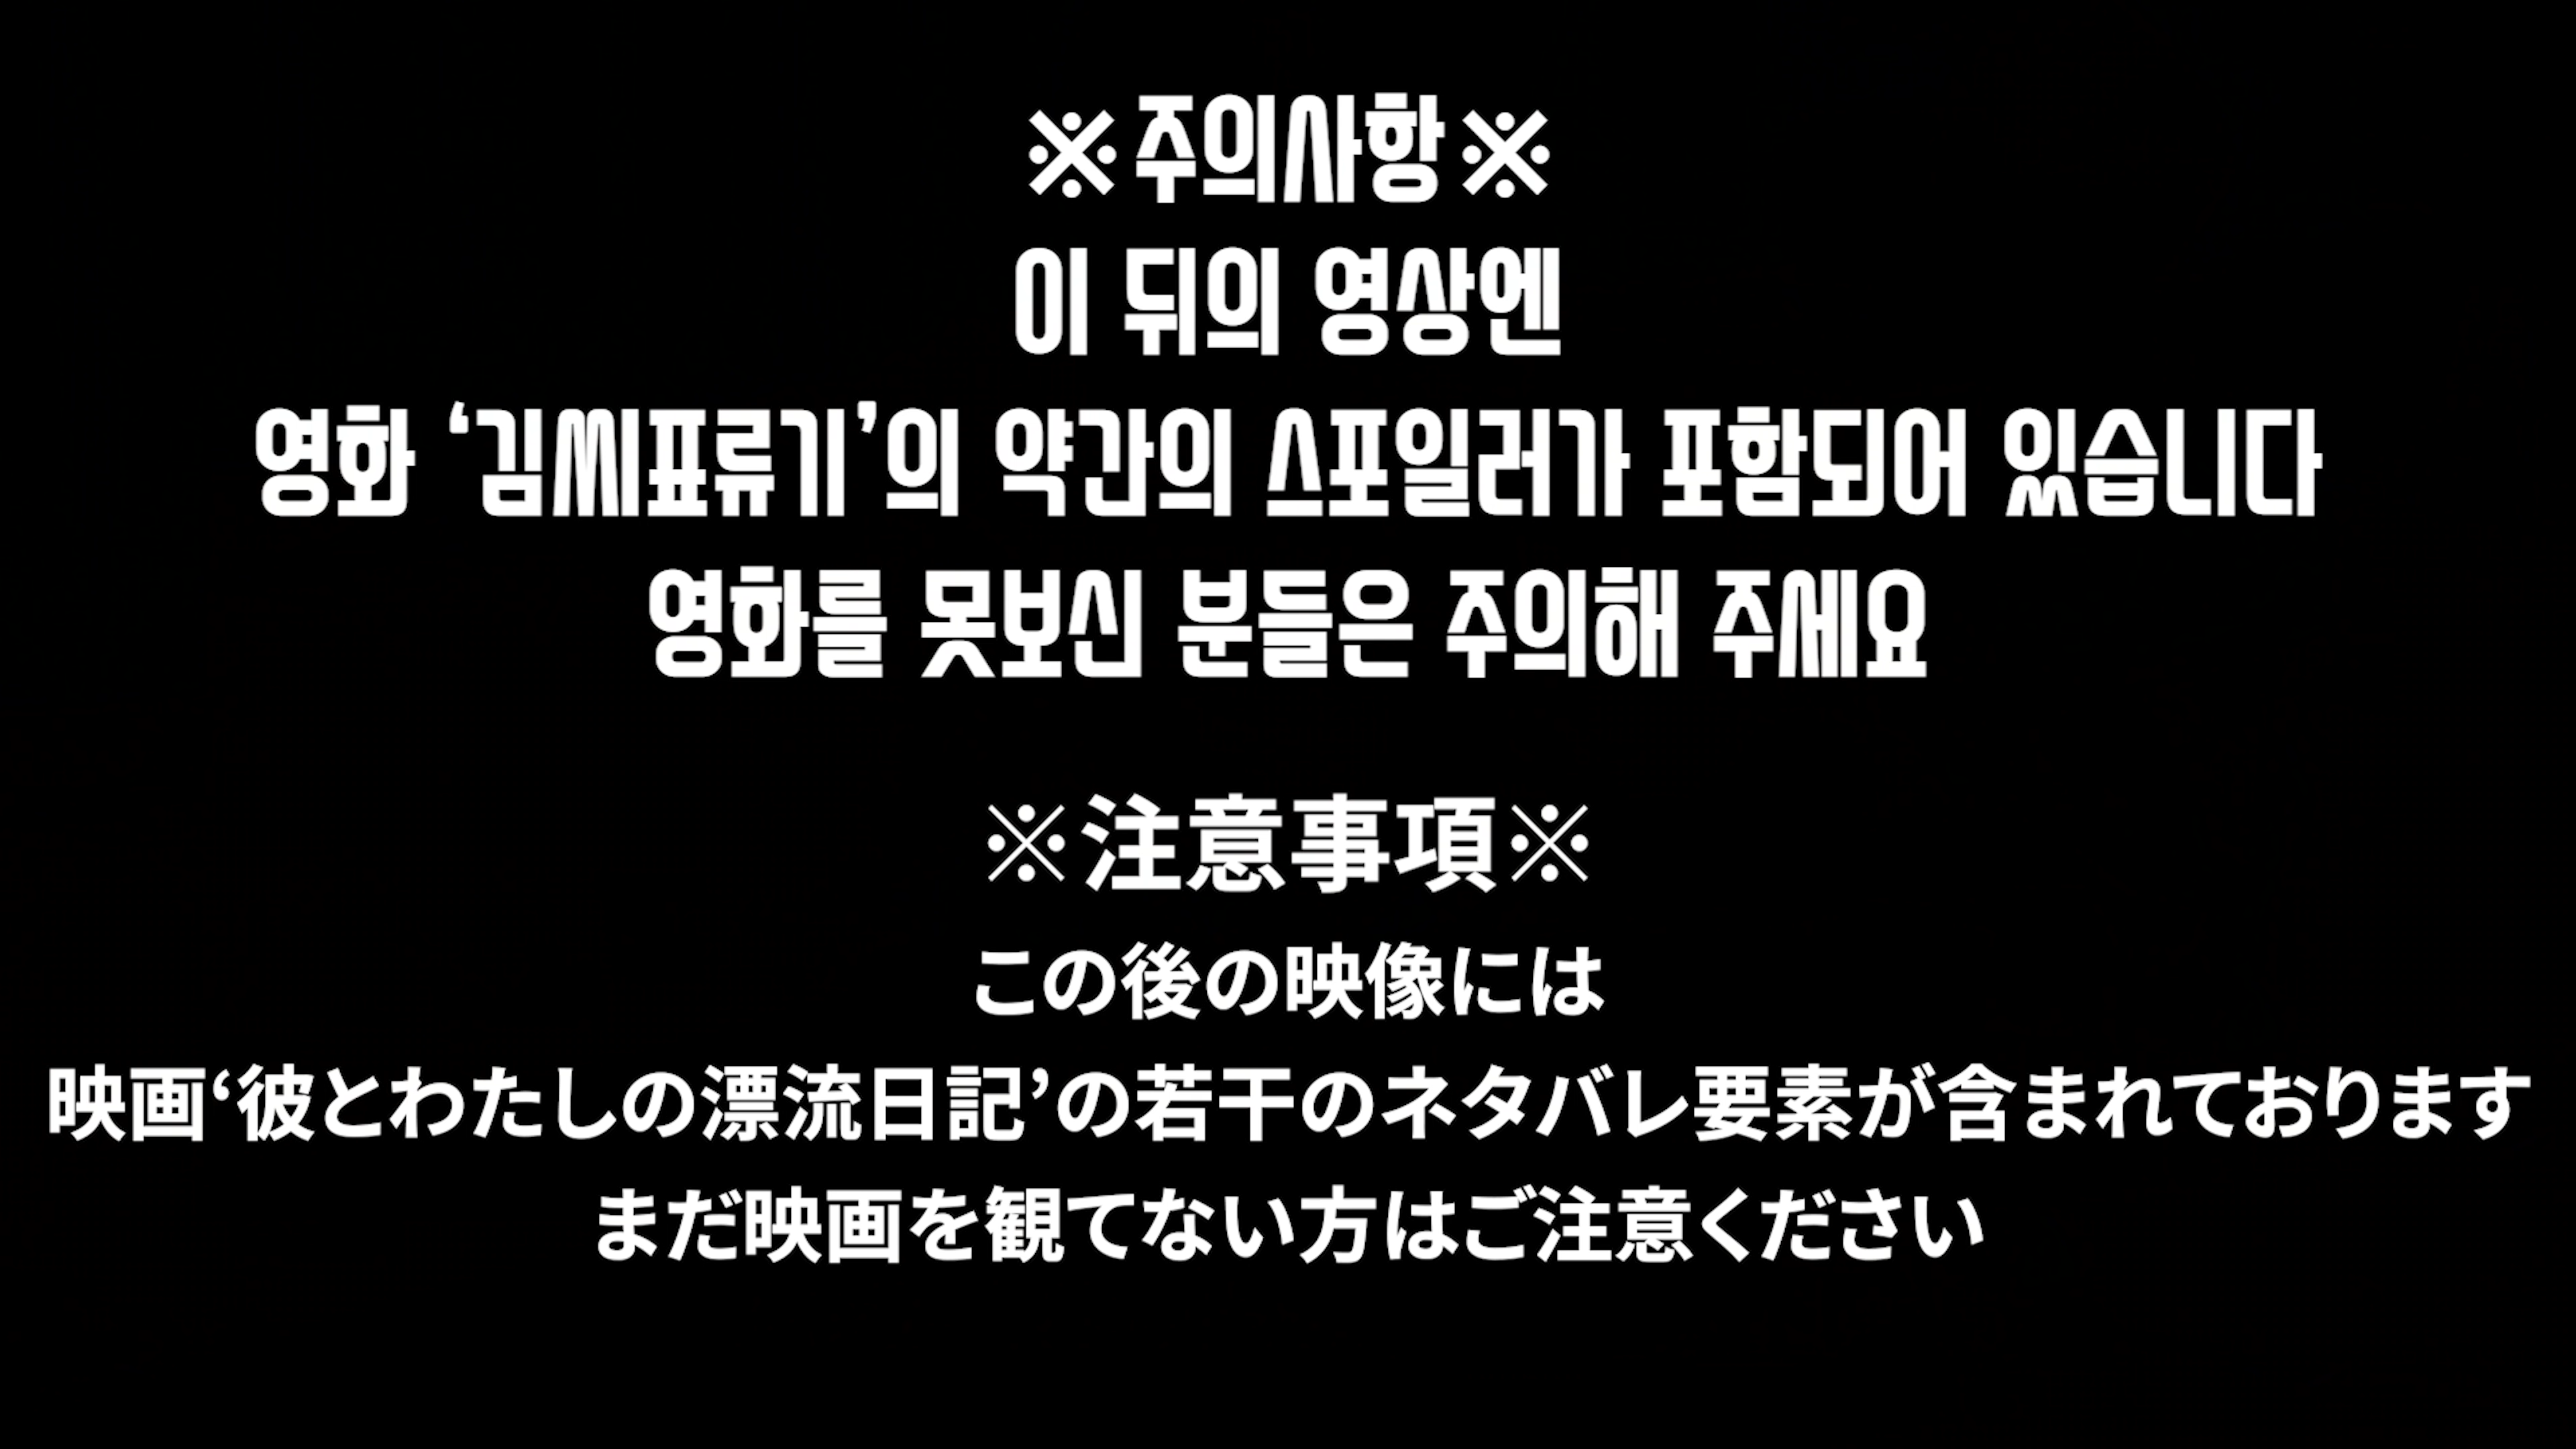 ※주의사항※
이 뒤의 영상엔
영화 ‘김씨표류기’의 약간의 스포일러가 포함되어 있습니다
영화를 못보신 분들은 주의해 주세요
※注意事項※
この後の映像には
映画‘彼とわたしの漂流日記’の若干のネタバレ要素が含まれております
まだ映画を観てない方はご注意ください